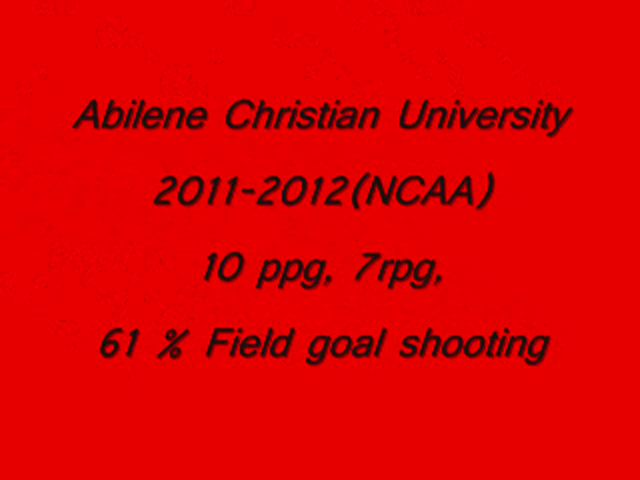 Abilene Christian University
2011-2012(NCAA)
10 ppg, 7rpg,
61 % Field goal shooting